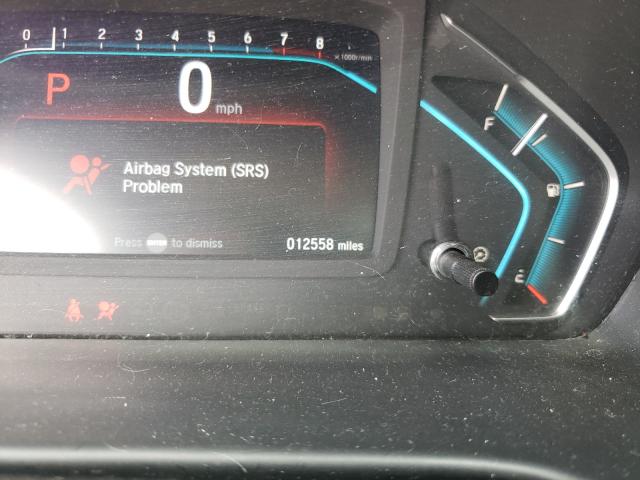 0 1 2 3 4 5 6 7 8
x 1000r/min
P 0 mph
F
Airbag System (SRS)
Problem
Press ENTER to dismiss
012558 miles